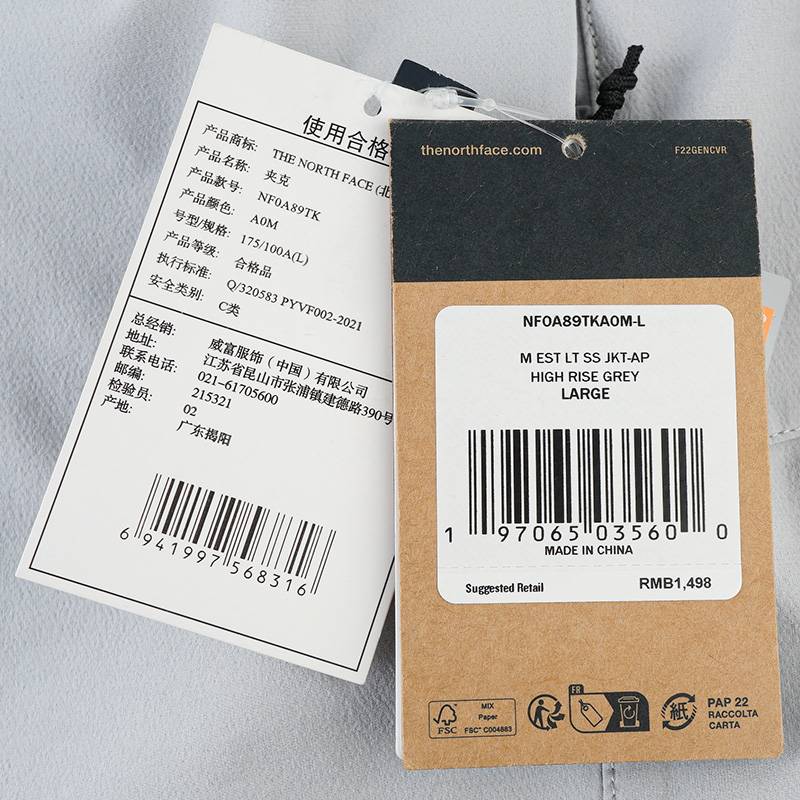 使用合格
产品商标: THE NORTH FACE (北
产品名称: 夹克
产品款号: NF0A89TK
产品颜色: A0M
号型/规格: 175/100A(L)
产品等级: 合格品
执行标准: Q/320583 PYVF002-2021
安全类别: C类
总经销: 威富服饰（中国）有限公司
地址: 江苏省昆山市张浦镇建德路390号
联系电话: 021-61705600
邮编: 215321
检验员: 02
产地: 广东揭阳
6 941997 568316
thenorthface.com
F22GENCVR
NF0A89TKA0M-L
M EST LT SS JKT-AP
HIGH RISE GREY
LARGE
1 97065 03560 0
MADE IN CHINA
Suggested Retail RMB1,498
FSC
MIX
Paper
FSC® C004883
FR
紙
PAP 22
RACCOLTA
CARTA